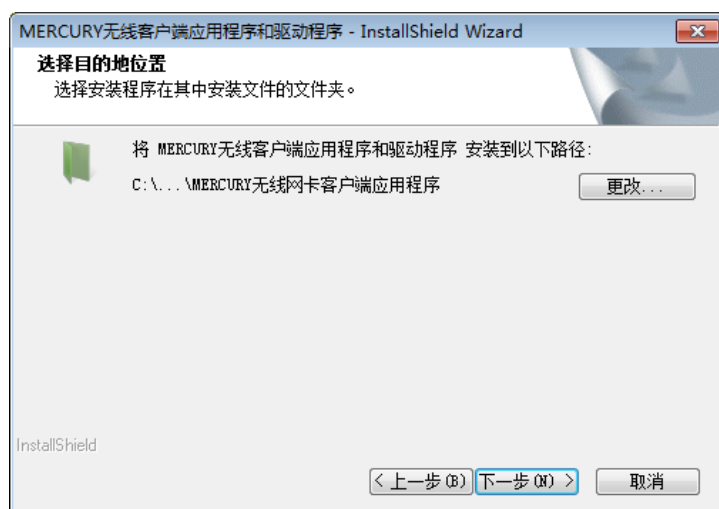 MERCURY无线客户端应用程序和驱动程序 - InstallShield Wizard
选择目的地位置
选择安装程序在其中安装文件的文件夹。
将 MERCURY无线客户端应用程序和驱动程序 安装到以下路径:
C:\...\MERCURY无线网卡客户端应用程序
更改...
InstallShield
< 上一步(B) 下一步(N) > 取消